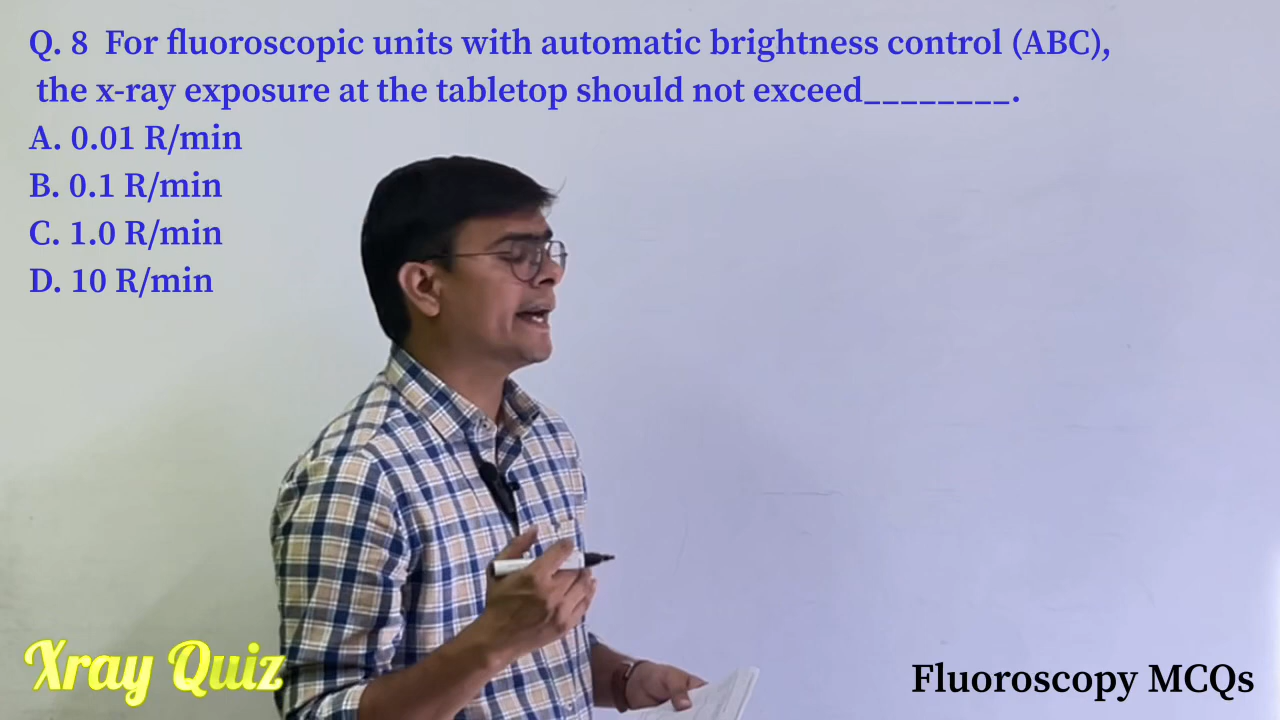 Q. 8 For fluoroscopic units with automatic brightness control (ABC),
the x-ray exposure at the tabletop should not exceed________.
A. 0.01 R/min
B. 0.1 R/min
C. 1.0 R/min
D. 10 R/min
Xray Quiz
Fluoroscopy MCQs